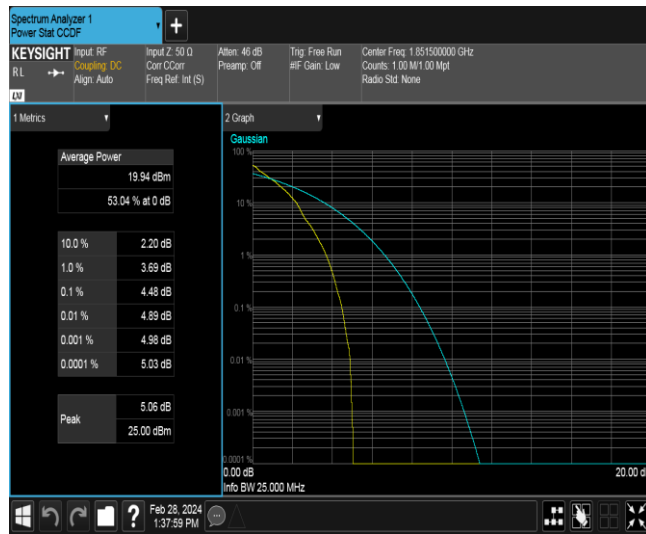 Spectrum Analyzer 1
Power Stat CCDF
+
KEYSIGHT Input: RF Input Z: 50 Ω Atten: 46 dB Trig: Free Run Center Freq: 1.851500000 GHz
RL Coupling: DC Corr CCorr Preamp: Off #IF Gain: Low Counts: 1.00 M/1.00 Mpt
Align: Auto Freq Ref: Int (S) Radio Std: None
LXI
1 Metrics
Average Power
19.94 dBm
53.04 % at 0 dB
10.0 % 2.20 dB
1.0 % 3.69 dB
0.1 % 4.48 dB
0.01 % 4.89 dB
0.001 % 4.98 dB
0.0001 % 5.03 dB
Peak 5.06 dB
25.00 dBm
2 Graph
Gaussian
100 %
10 %
1 %
0.1 %
0.01 %
0.001 %
0.0001 %
0.00 dB 20.00 d
Info BW 25.000 MHz
?
Feb 28, 2024
1:37:59 PM